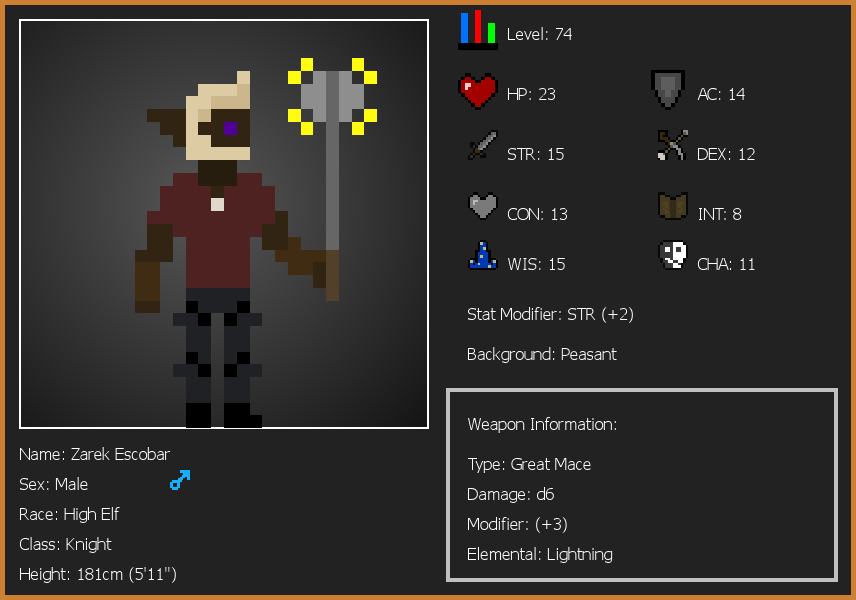 Level: 74
HP: 23
AC: 14
STR: 15
DEX: 12
CON: 13
INT: 8
WIS: 15
CHA: 11
Stat Modifier: STR (+2)
Background: Peasant
Weapon Information:
Type: Great Mace
Damage: d6
Modifier: (+3)
Elemental: Lightning
Name: Zarek Escobar
Sex: Male
Race: High Elf
Class: Knight
Height: 181cm (5'11")